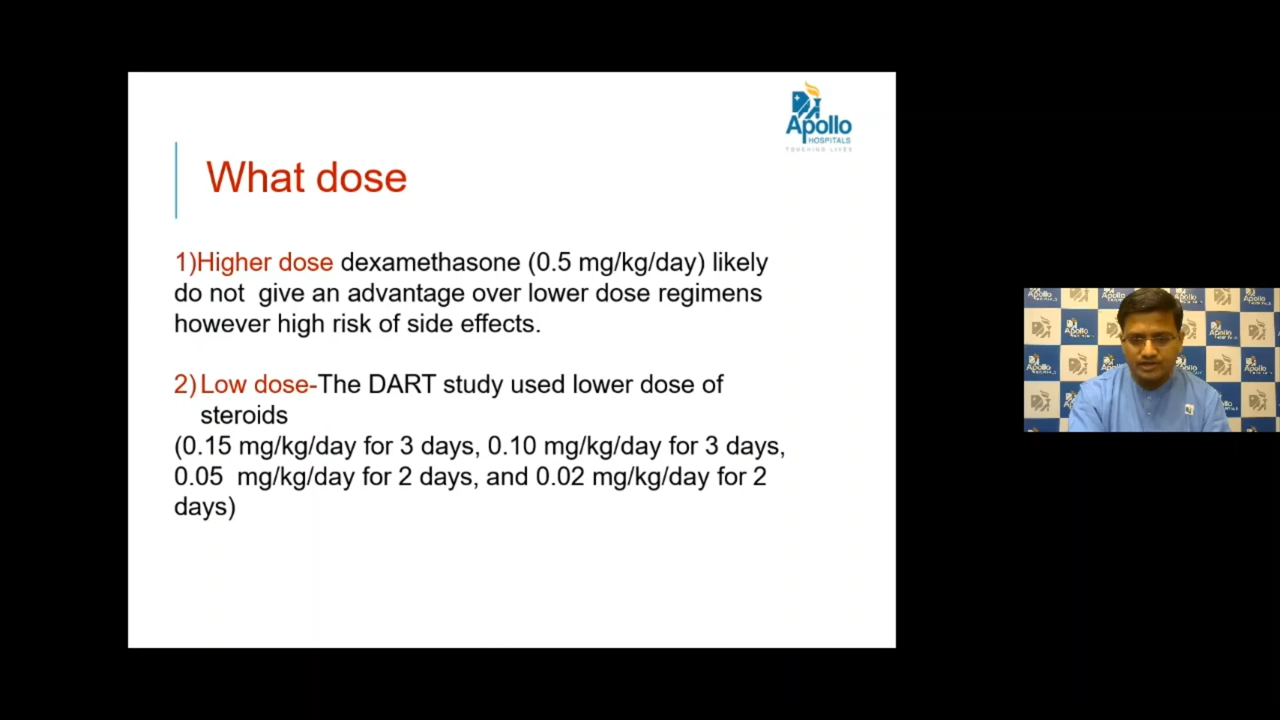 Apollo
HOSPITALS
TOUCHING LIVES
What dose
1)Higher dose dexamethasone (0.5 mg/kg/day) likely
do not give an advantage over lower dose regimens
however high risk of side effects.
2) Low dose-The DART study used lower dose of
steroids
(0.15 mg/kg/day for 3 days, 0.10 mg/kg/day for 3 days,
0.05 mg/kg/day for 2 days, and 0.02 mg/kg/day for 2
days)